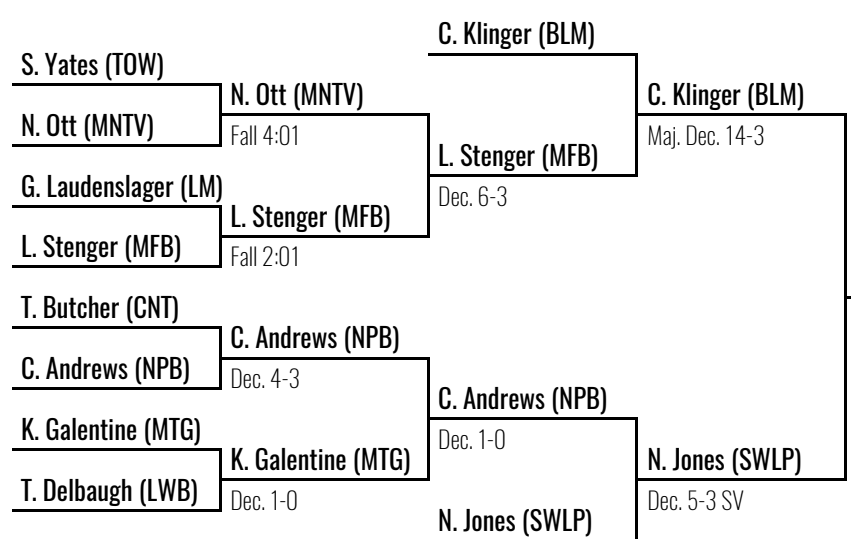 C. Klinger (BLM)
S. Yates (TOW)
N. Ott (MNTV)
C. Klinger (BLM)
N. Ott (MNTV)
Fall 4:01
Maj. Dec. 14-3
L. Stenger (MFB)
G. Laudenslager (LM)
Dec. 6-3
L. Stenger (MFB)
L. Stenger (MFB)
Fall 2:01
T. Butcher (CNT)
C. Andrews (NPB)
C. Andrews (NPB)
Dec. 4-3
C. Andrews (NPB)
K. Galentine (MTG)
Dec. 1-0
K. Galentine (MTG)
N. Jones (SWLP)
T. Delbaugh (LWB)
Dec. 1-0
Dec. 5-3 SV
N. Jones (SWLP)